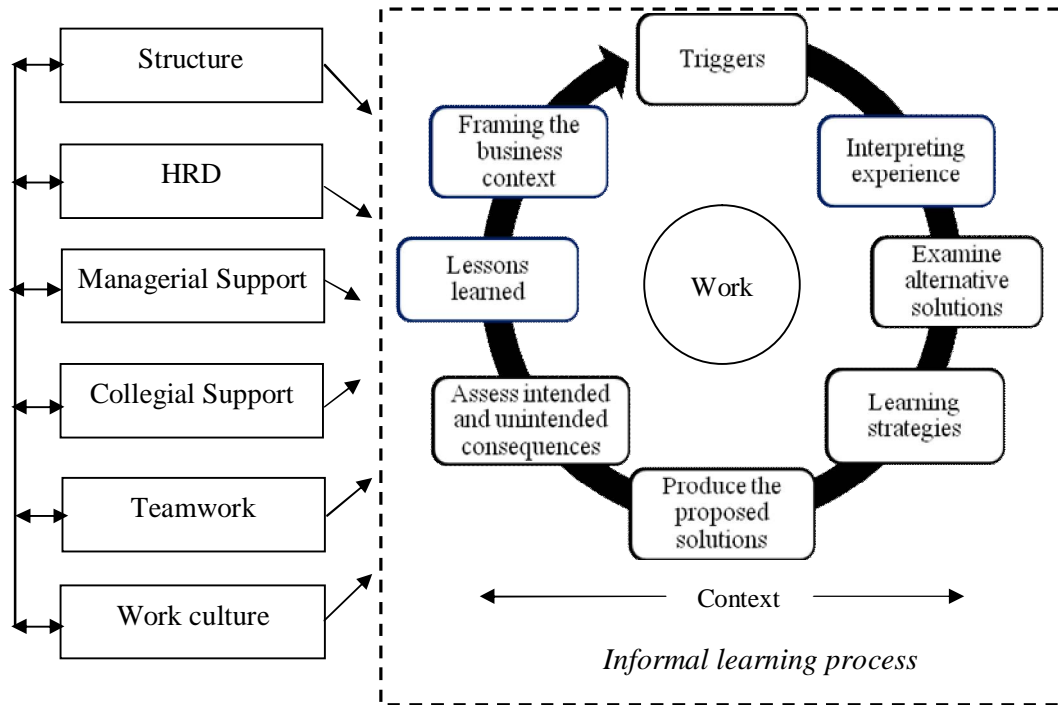 Structure
HRD
Managerial Support
Collegial Support
Teamwork
Work culture
Triggers
Interpreting
experience
Examine
alternative
solutions
Learning
strategies
Produce the
proposed
solutions
Assess intended
and unintended
consequences
Lessons
learned
Framing the
business
context
Work
Context
Informal learning process